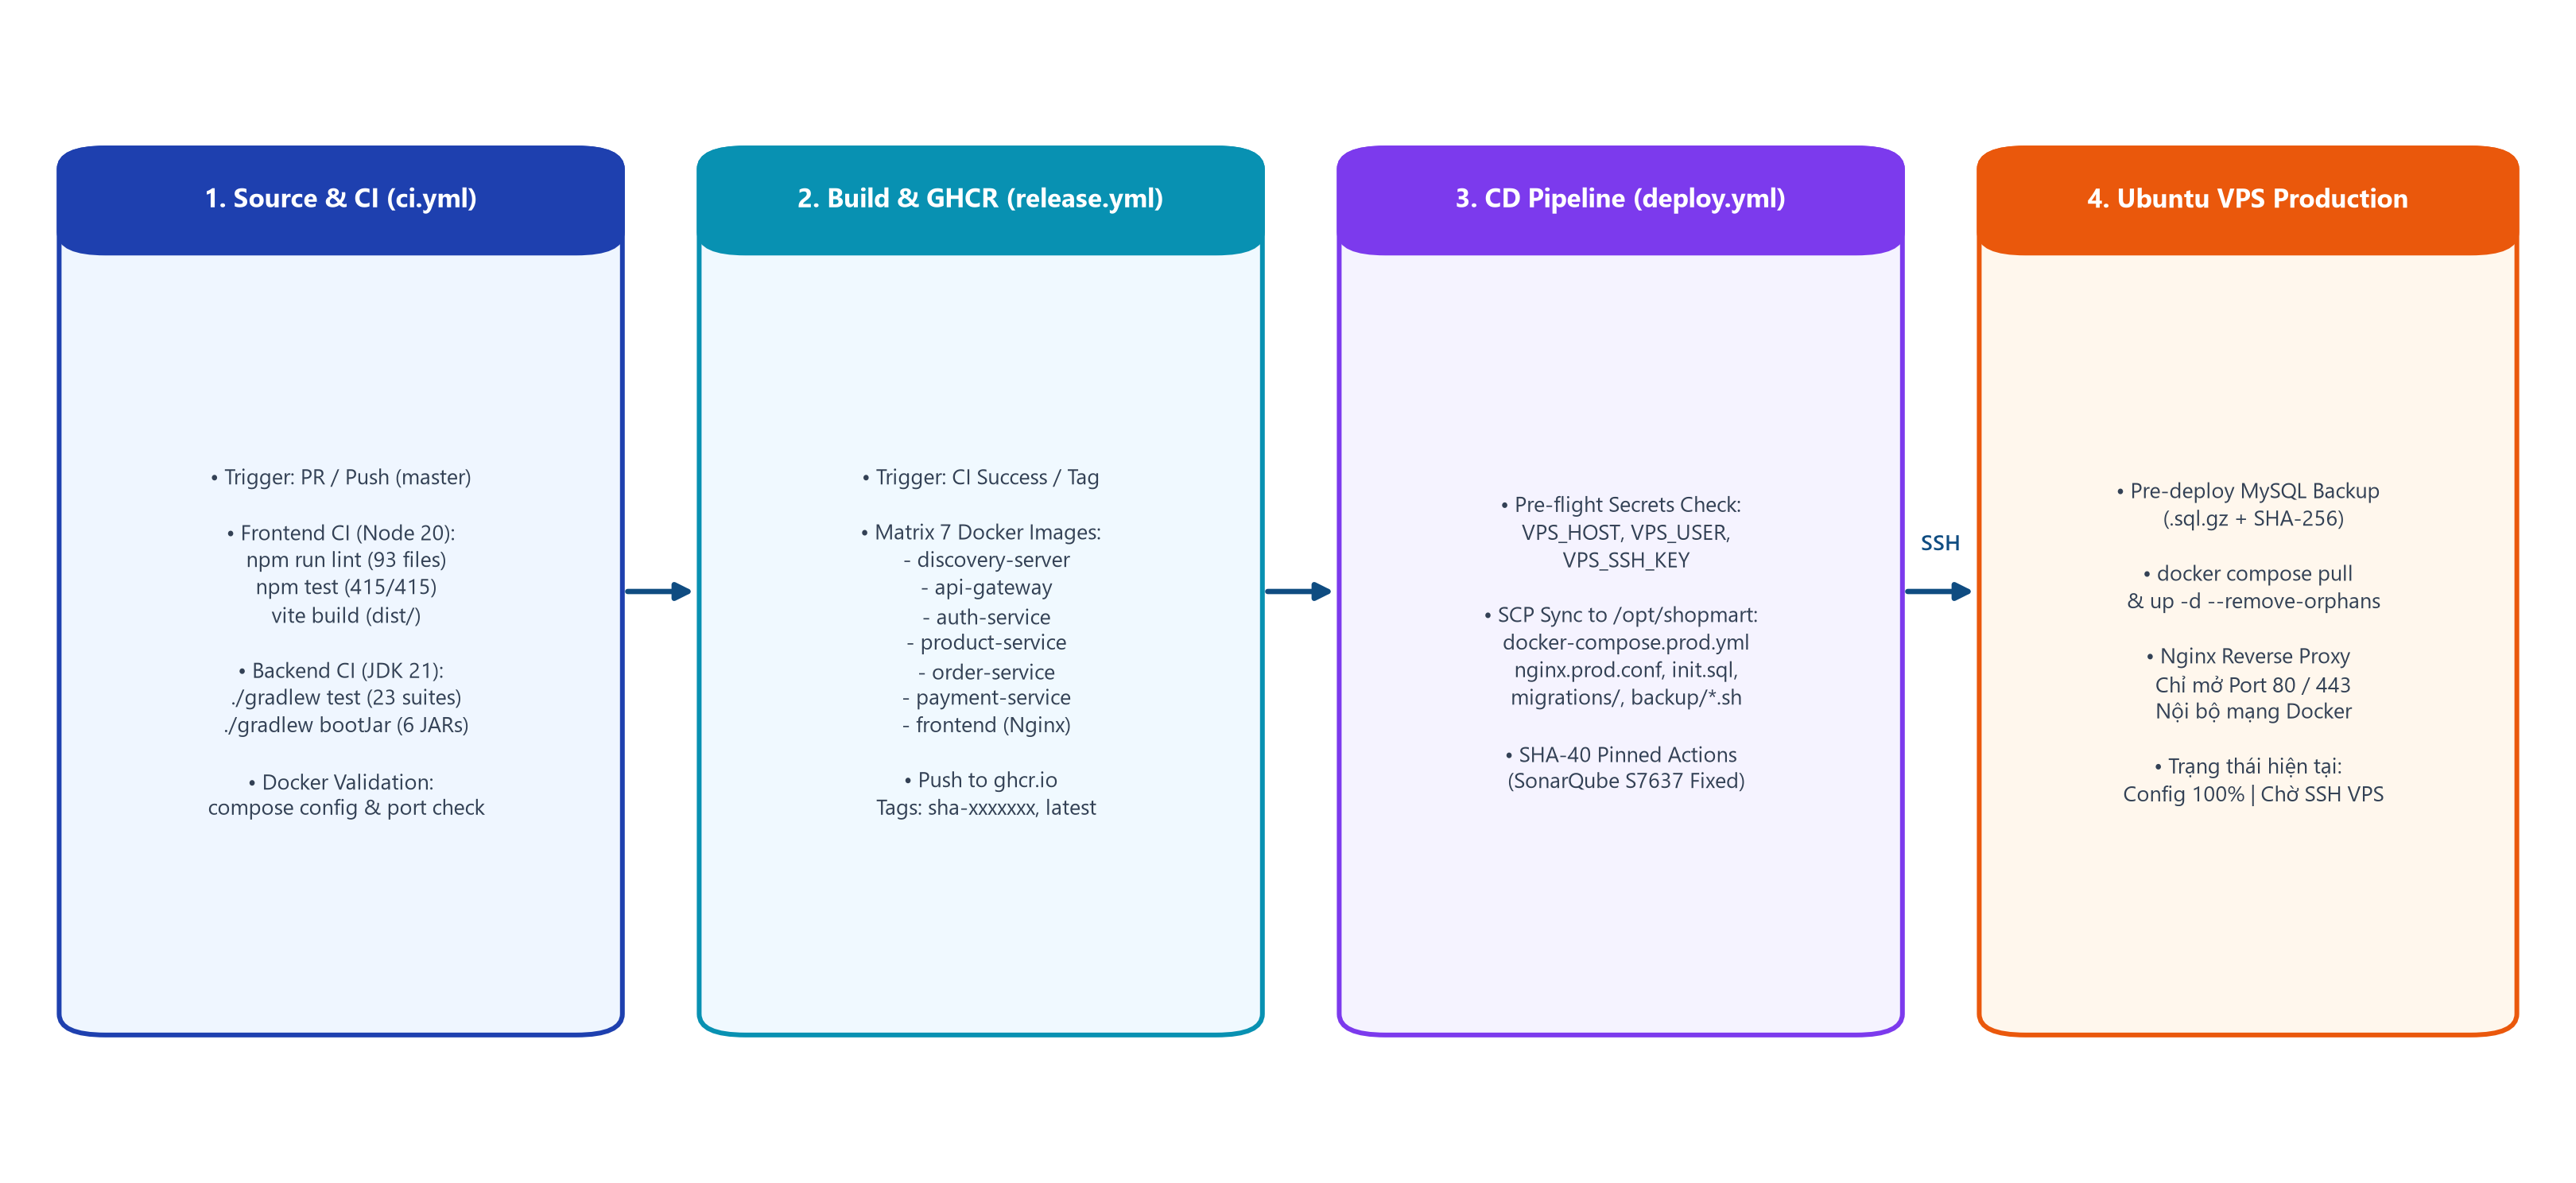 1. Source & CI (ci.yml)
• Trigger: PR / Push (master)
• Frontend CI (Node 20):
npm run lint (93 files)
npm test (415/415)
vite build (dist/)
• Backend CI (JDK 21):
./gradlew test (23 suites)
./gradlew bootJar (6 JARs)
• Docker Validation:
compose config & port check
2. Build & GHCR (release.yml)
• Trigger: CI Success / Tag
• Matrix 7 Docker Images:
- discovery-server
- api-gateway
- auth-service
- product-service
- order-service
- payment-service
- frontend (Nginx)
• Push to ghcr.io
Tags: sha-xxxxxxx, latest
3. CD Pipeline (deploy.yml)
• Pre-flight Secrets Check:
VPS_HOST, VPS_USER,
VPS_SSH_KEY
• SCP Sync to /opt/shopmart:
docker-compose.prod.yml
nginx.prod.conf, init.sql,
migrations/, backup/*.sh
• SHA-40 Pinned Actions
(SonarQube S7637 Fixed)
SSH
4. Ubuntu VPS Production
• Pre-deploy MySQL Backup
(.sql.gz + SHA-256)
• docker compose pull
& up -d --remove-orphans
• Nginx Reverse Proxy
Chỉ mở Port 80 / 443
Nội bộ mạng Docker
• Trạng thái hiện tại:
Config 100% | Chờ SSH VPS